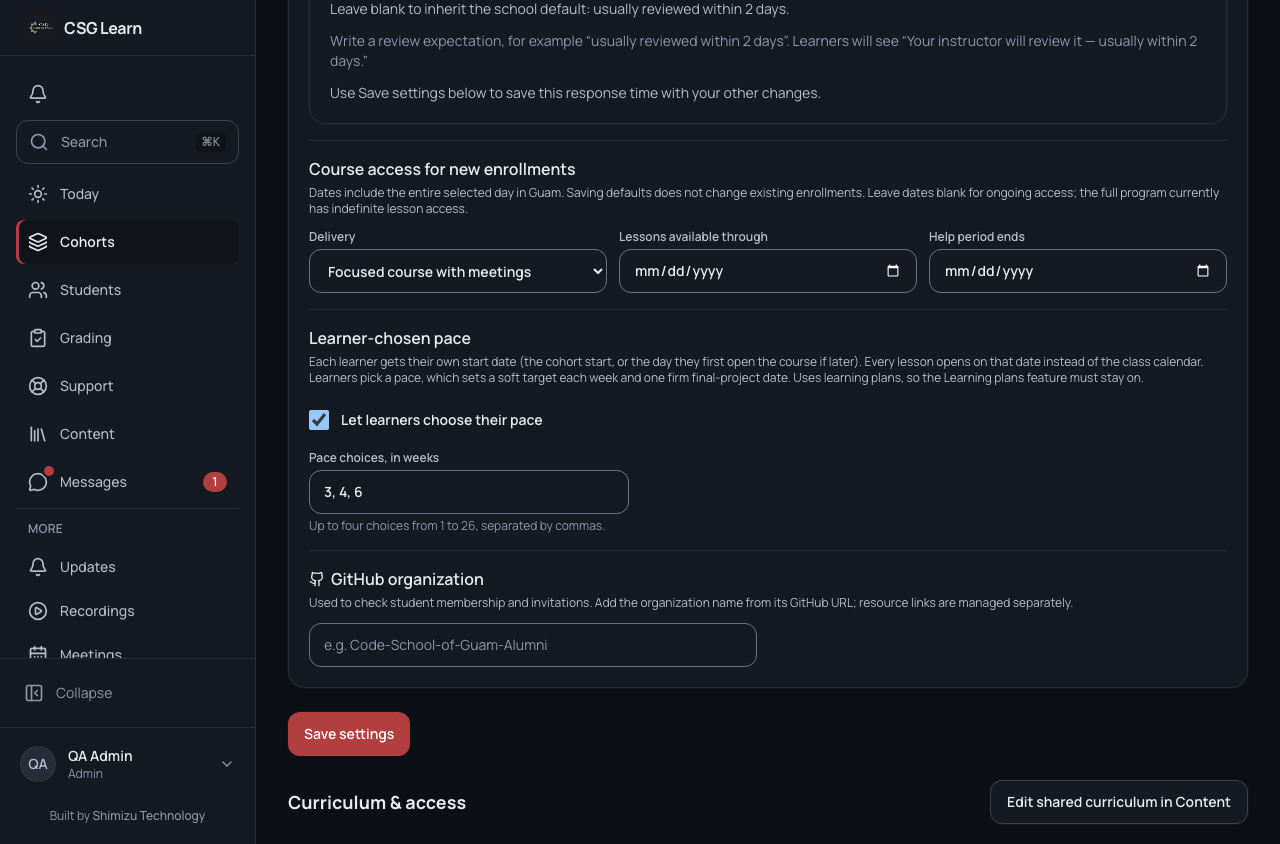 CSG Learn
Search ⌘K
Today
Cohorts
Students
Grading
Support
Content
Messages 1
MORE
Updates
Recordings
Meetings
Collapse
QA
QA Admin
Admin
Built by Shimizu Technology
Leave blank to inherit the school default: usually reviewed within 2 days.
Write a review expectation, for example “usually reviewed within 2 days”. Learners will see “Your instructor will review it — usually within 2
days.”
Use Save settings below to save this response time with your other changes.
Course access for new enrollments
Dates include the entire selected day in Guam. Saving defaults does not change existing enrollments. Leave dates blank for ongoing access; the full program currently
has indefinite lesson access.
Delivery
Focused course with meetings
Lessons available through
mm/dd/yyyy
Help period ends
mm/dd/yyyy
Learner-chosen pace
Each learner gets their own start date (the cohort start, or the day they first open the course if later). Every lesson opens on that date instead of the class calendar.
Learners pick a pace, which sets a soft target each week and one firm final-project date. Uses learning plans, so the Learning plans feature must stay on.
Let learners choose their pace
Pace choices, in weeks
3, 4, 6
Up to four choices from 1 to 26, separated by commas.
GitHub organization
Used to check student membership and invitations. Add the organization name from its GitHub URL; resource links are managed separately.
e.g. Code-School-of-Guam-Alumni
Save settings
Curriculum & access
Edit shared curriculum in Content